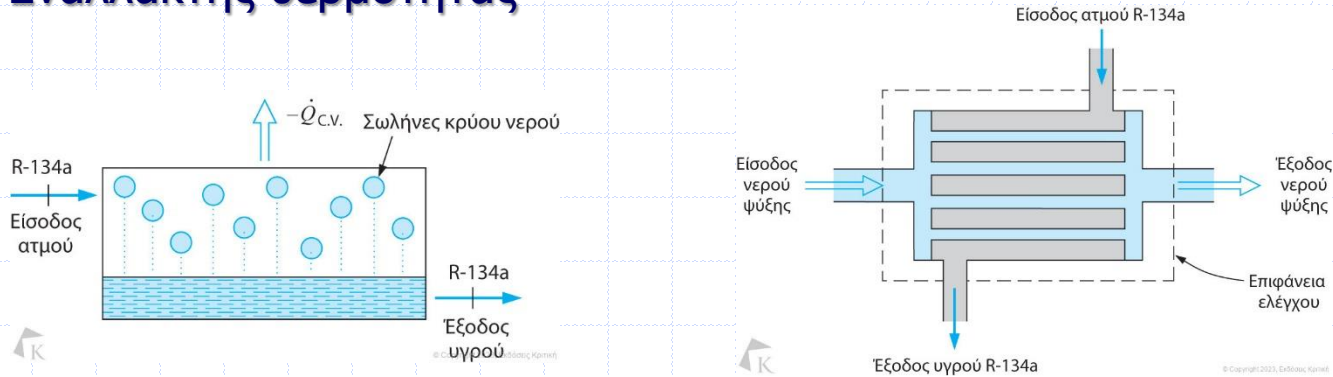 Εναλλάκτης θερμότητας
−Q̇C.V.
Σωλήνες κρύου νερού
R-134a
Είσοδος
ατμού
R-134a
Έξοδος
υγρού
K
Είσοδος ατμού R-134a
Είσοδος
νερού
ψύξης
Έξοδος
νερού
ψύξης
Επιφάνεια
ελέγχου
Έξοδος υγρού R-134a
K
© Copyright 2023, Εκδόσεις Κριτική